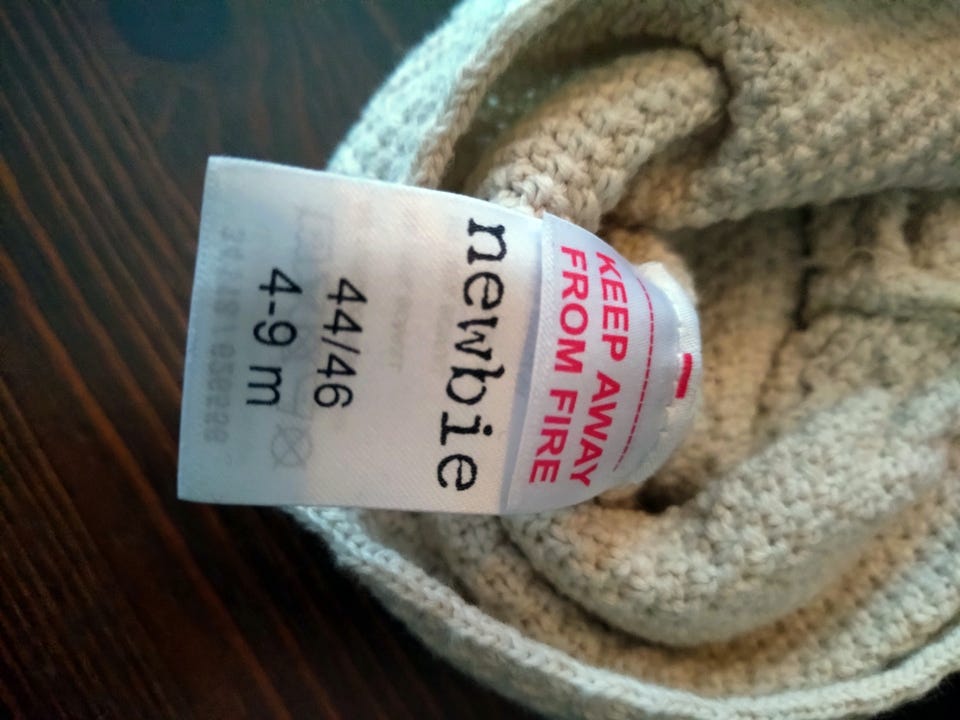 KEEP AWAY
FROM FIRE
newbie
44/46
4-9 m